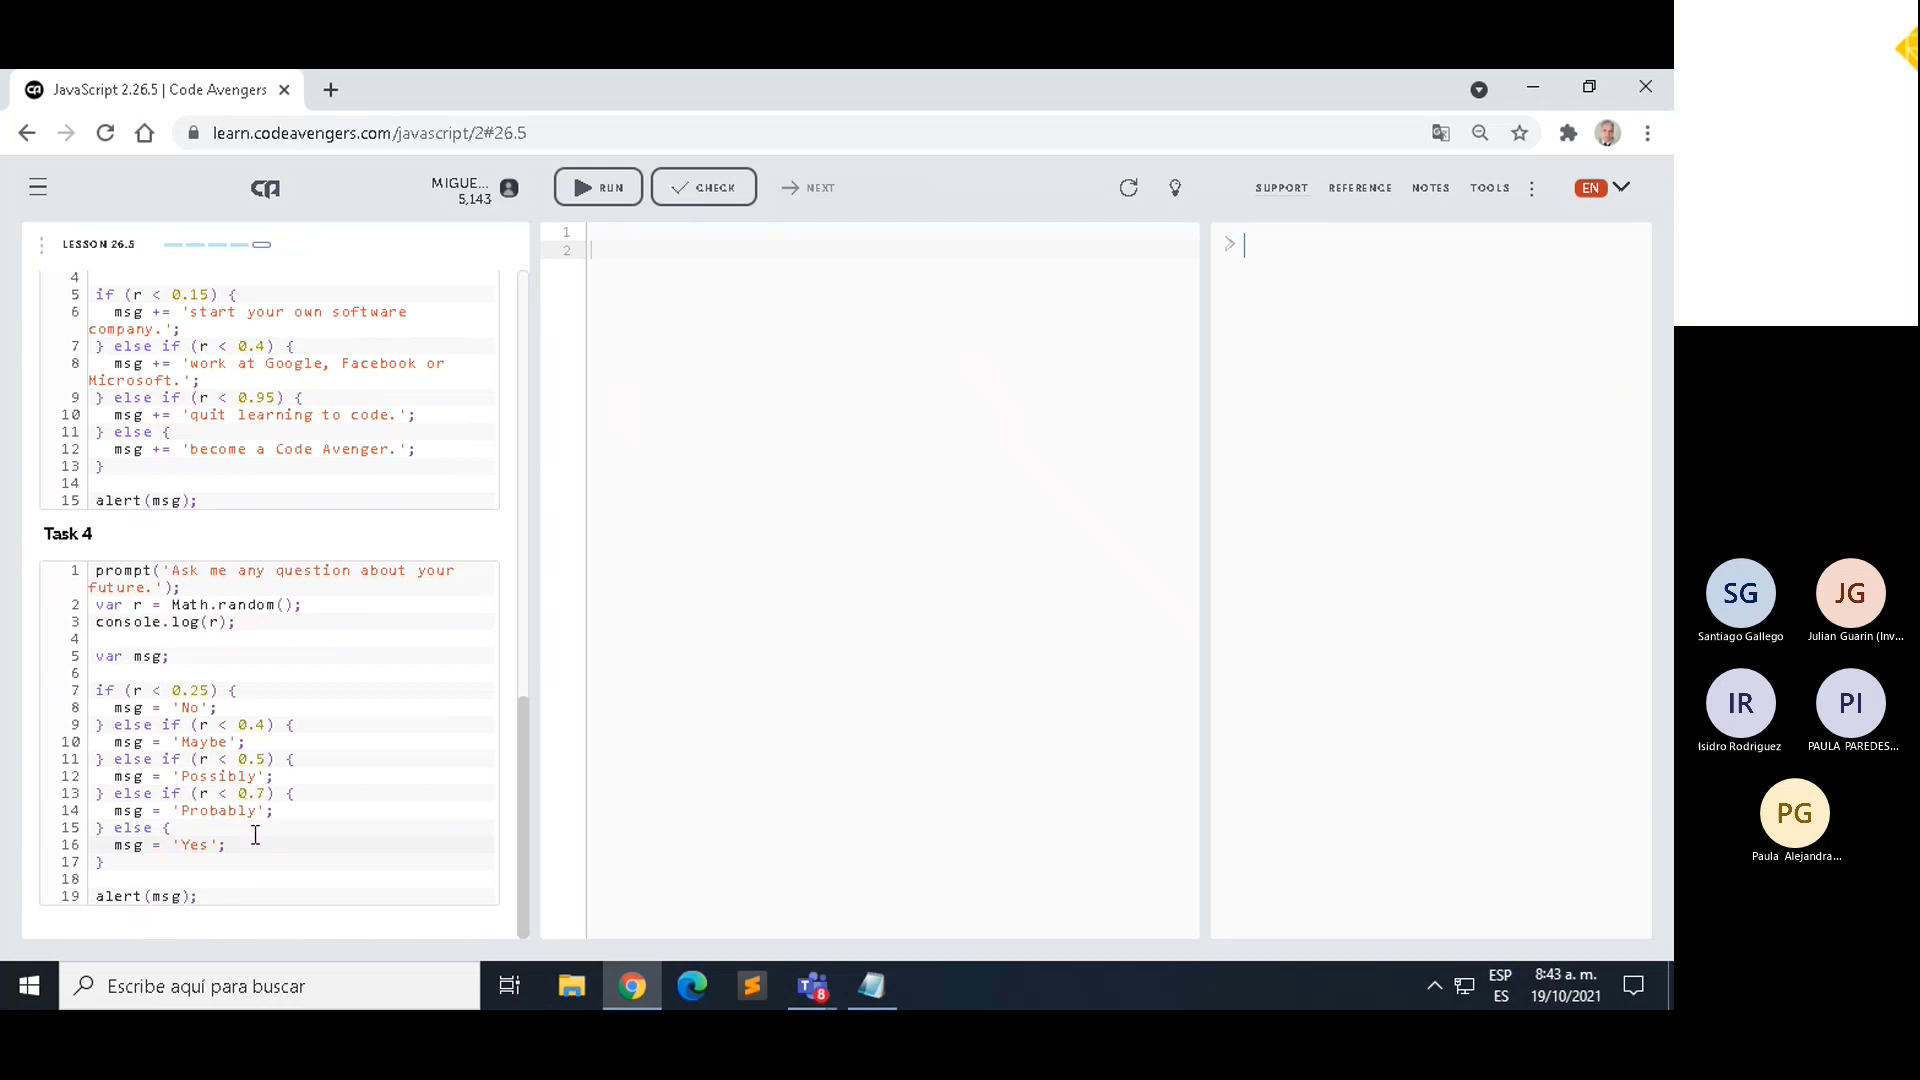 JavaScript 2.26.5 | Code Avengers
learn.codeavengers.com/javascript/2#26.5
MIGUE...
5,143
RUN
CHECK
NEXT
SUPPORT
REFERENCE
NOTES
TOOLS
EN
LESSON 26.5
4
5 if (r < 0.15) {
6 msg += 'start your own software
company.';
7 } else if (r < 0.4) {
8 msg += 'work at Google, Facebook or
Microsoft.';
9 } else if (r < 0.95) {
10 msg += 'quit learning to code.';
11 } else {
12 msg += 'become a Code Avenger.';
13 }
14
15 alert(msg);
Task 4
1 prompt('Ask me any question about your
future.');
2 var r = Math.random();
3 console.log(r);
4
5 var msg;
6
7 if (r < 0.25) {
8 msg = 'No';
9 } else if (r < 0.4) {
10 msg = 'Maybe';
11 } else if (r < 0.5) {
12 msg = 'Possibly';
13 } else if (r < 0.7) {
14 msg = 'Probably';
15 } else {
16 msg = 'Yes';
17 }
18
19 alert(msg);
1
2
>
SG
Santiago Gallego
JG
Julian Guarin (Inv...
IR
Isidro Rodriguez
PI
PAULA PAREDES...
PG
Paula Alejandra...
Escribe aquí para buscar
8
ESP
ES
8:43 a. m.
19/10/2021